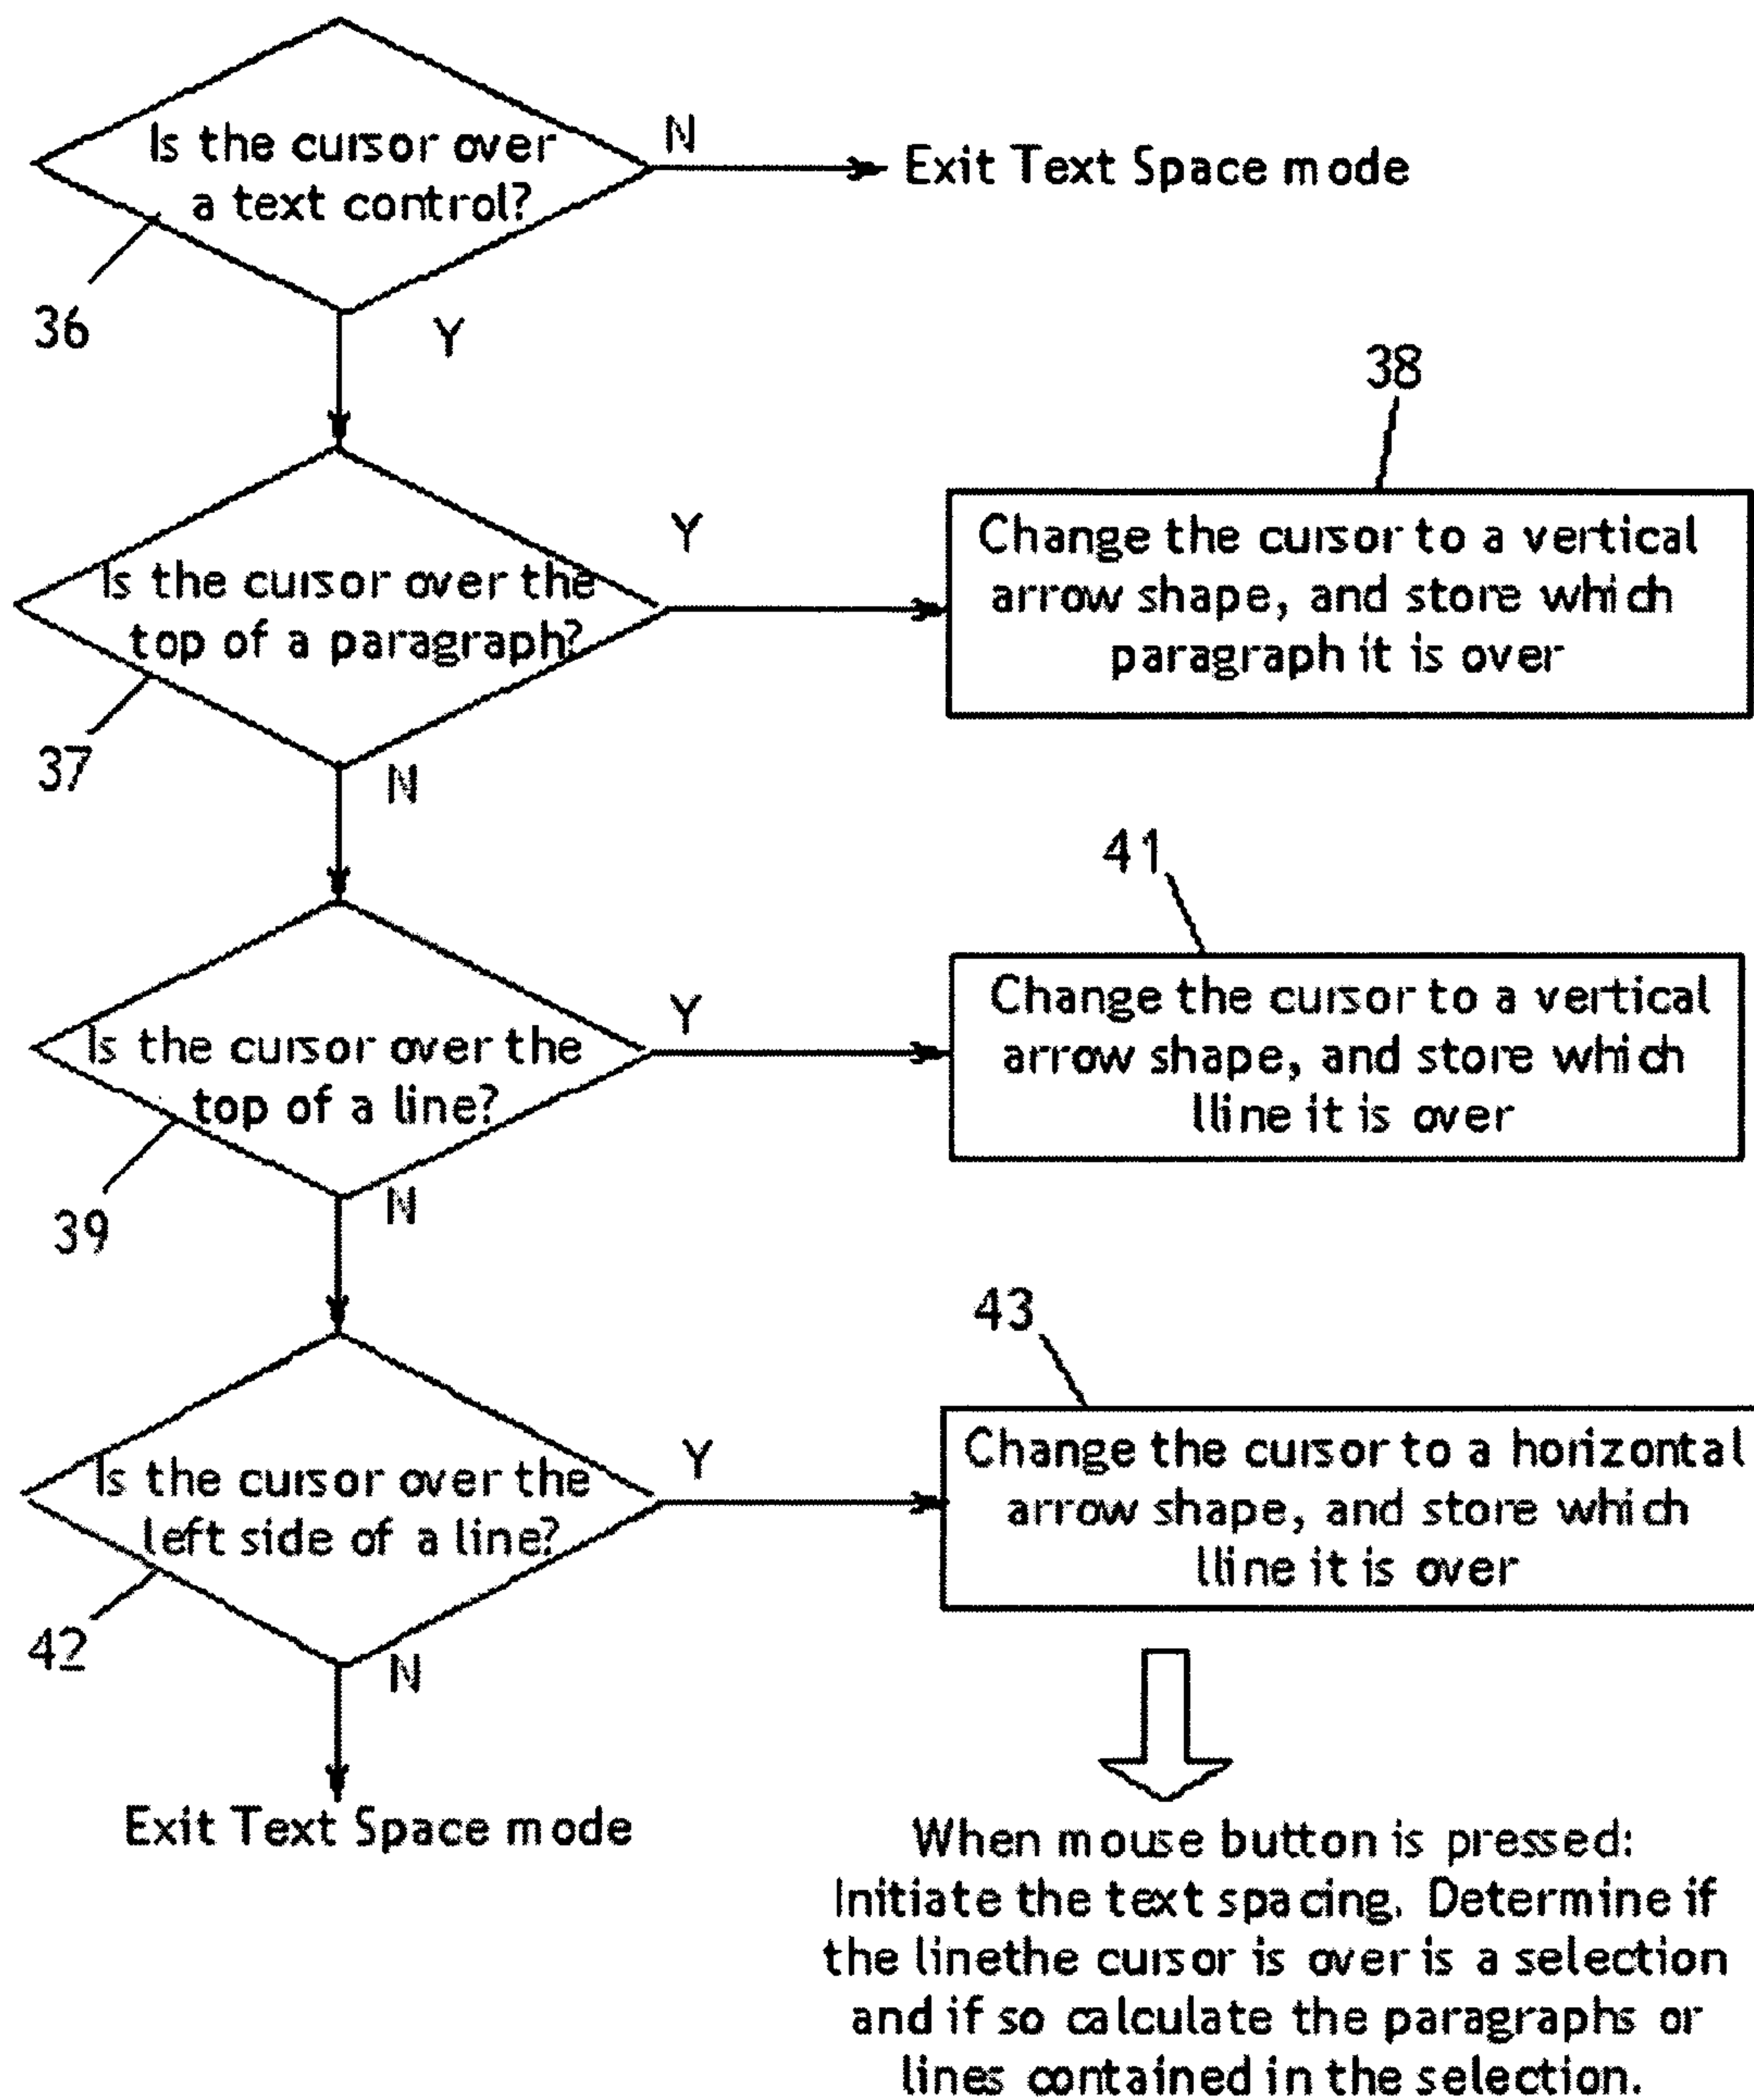 Is the cursor over
a text control?
N
Exit Text Space mode
36
Y
38
Is the cursor over the
top of a paragraph?
Y
Change the cursor to a vertical
arrow shape, and store which
paragraph it is over
37
N
41
Is the cursor over the
top of a line?
Y
Change the cursor to a vertical
arrow shape, and store which
lline it is over
39
N
43
Is the cursor over the
left side of a line?
Y
Change the cursor to a horizontal
arrow shape, and store which
lline it is over
42
N
Exit Text Space mode
When mouse button is pressed:
Initiate the text spacing. Determine if
the linethe cursor is over is a selection
and if so calculate the paragraphs or
lines contained in the selection.